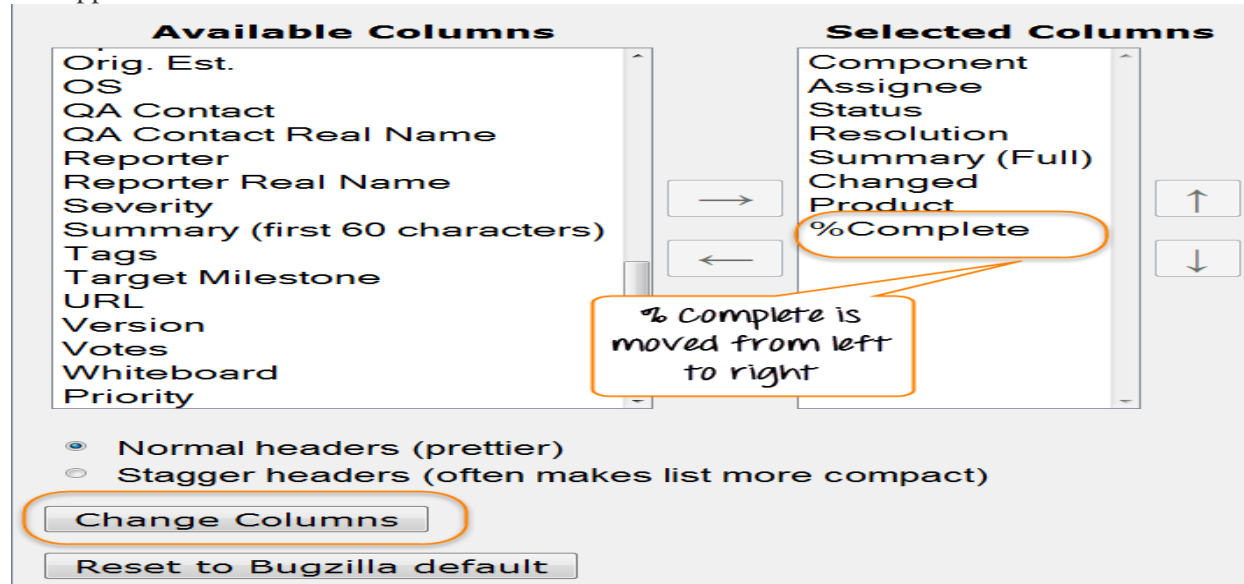 Available Columns
Orig. Est.
OS
QA Contact
QA Contact Real Name
Reporter
Reporter Real Name
Severity
Summary (first 60 characters)
Tags
Target Milestone
URL
Version
Votes
Whiteboard
Priority
→
←
Selected Columns
Component
Assignee
Status
Resolution
Summary (Full)
Changed
Product
%Complete
↑
↓
% Complete is
moved from left
to right
Normal headers (prettier)
Stagger headers (often makes list more compact)
Change Columns
Reset to Bugzilla default